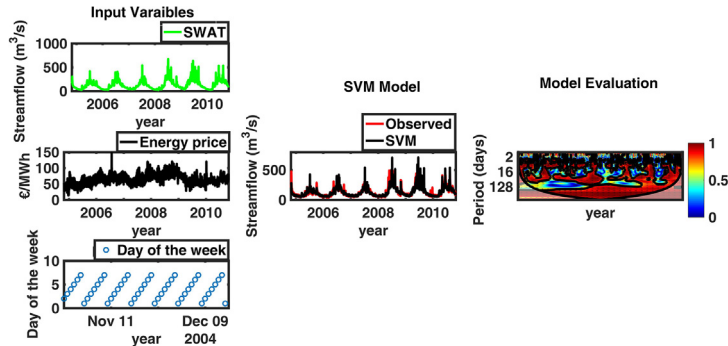 Input Varaibles
SWAT
Streamflow (m³/s)
1000
500
0
2006 2008 2010
year
Energy price
€/MWh
150
100
50
0
2006 2008 2010
year
Day of the week
Day of the week
10
5
0
Nov 11 Dec 09
year 2004
SVM Model
Observed
SVM
Streamflow (m³/s)
500
0
2006 2008 2010
year
Model Evaluation
Period (days)
2
16
128
year
1
0.5
0